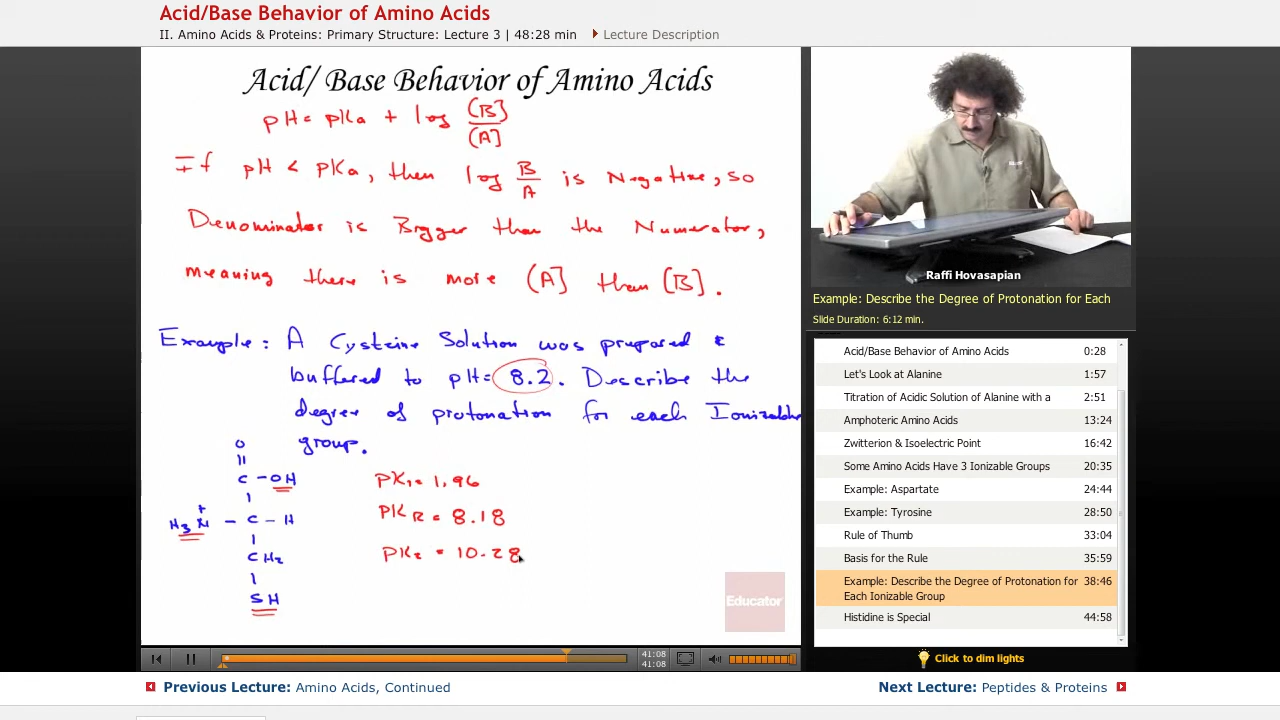 Acid/Base Behavior of Amino Acids
II. Amino Acids & Proteins: Primary Structure: Lecture 3 | 48:28 min Lecture Description
Acid/ Base Behavior of Amino Acids
pH = pKa + log [B]/[A]
If pH < pKa, then log B/A is Negative, so
Denominator is Bigger than the Numerator,
meaning there is more [A] than [B].
Example: A Cysteine Solution was prepared &
buffered to pH = 8.2. Describe the
degree of protonation for each Ionizable
group.
O
||
C - OH
|
H3N+ - C - H
|
CH2
|
SH
pK1 = 1.96
pKR = 8.18
pK2 = 10.28
Educator
Raffi Hovasapian
Example: Describe the Degree of Protonation for Each
Slide Duration: 6:12 min.
Acid/Base Behavior of Amino Acids 0:28
Let's Look at Alanine 1:57
Titration of Acidic Solution of Alanine with a 2:51
Amphoteric Amino Acids 13:24
Zwitterion & Isoelectric Point 16:42
Some Amino Acids Have 3 Ionizable Groups 20:35
Example: Aspartate 24:44
Example: Tyrosine 28:50
Rule of Thumb 33:04
Basis for the Rule 35:59
Example: Describe the Degree of Protonation for 38:46
Each Ionizable Group
Histidine is Special 44:58
41:08
41:08
Click to dim lights
Previous Lecture: Amino Acids, Continued
Next Lecture: Peptides & Proteins